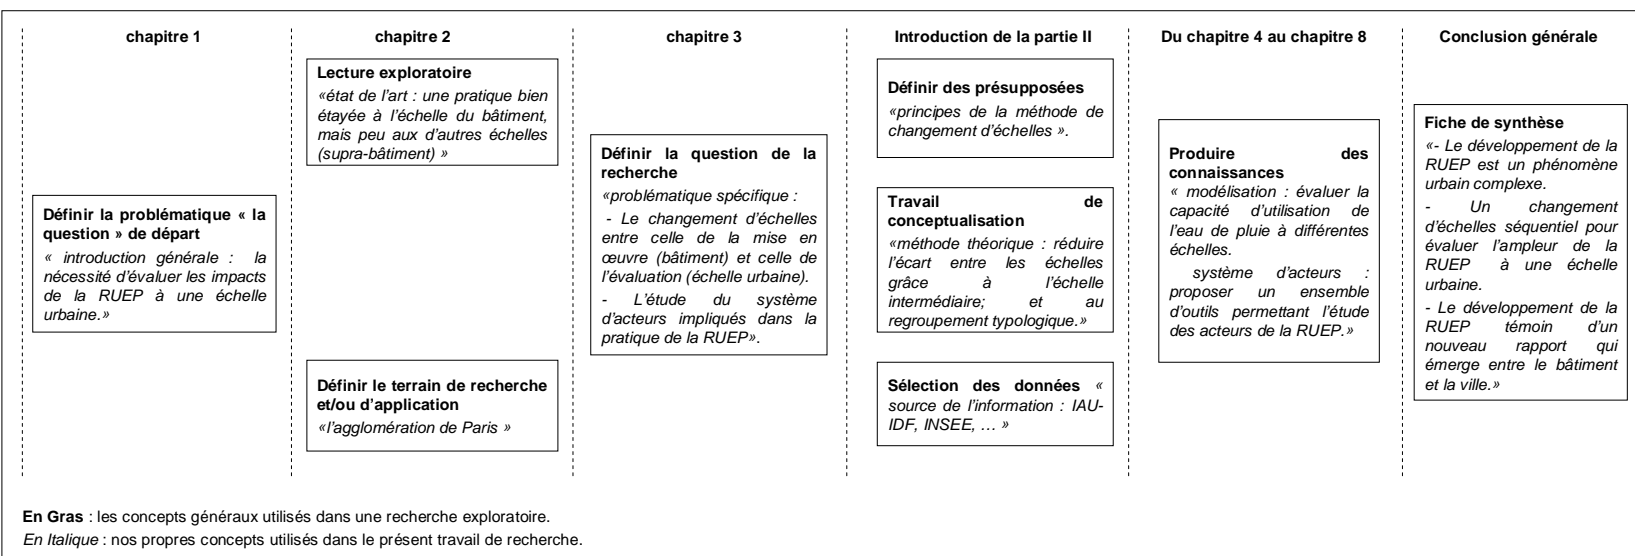 chapitre 1
Définir la problématique « la
question » de départ
« introduction générale : la
nécessité d’évaluer les impacts
de la RUEP à une échelle
urbaine.»
chapitre 2
Lecture exploratoire
«état de l’art : une pratique bien
étayée à l’échelle du bâtiment,
mais peu aux d’autres échelles
(supra-bâtiment) »
Définir le terrain de recherche
et/ou d’application
«l’agglomération de Paris »
chapitre 3
Définir la question de la
recherche
«problématique spécifique :
- Le changement d’échelles
entre celle de la mise en
œuvre (bâtiment) et celle de
l’évaluation (échelle urbaine).
- L’étude du système
d’acteurs impliqués dans la
pratique de la RUEP».
Introduction de la partie II
Définir des présupposées
«principes de la méthode de
changement d’échelles ».
Travail de
conceptualisation
«méthode théorique : réduire
l’écart entre les échelles
grâce à l’échelle
intermédiaire; et au
regroupement typologique.»
Sélection des données «
source de l’information : IAU-
IDF, INSEE, … »
Du chapitre 4 au chapitre 8
Produire des
connaissances
« modélisation : évaluer la
capacité d’utilisation de
l’eau de pluie à différentes
échelles.
système d’acteurs :
proposer un ensemble
d’outils permettant l’étude
des acteurs de la RUEP.»
Conclusion générale
Fiche de synthèse
«- Le développement de la
RUEP est un phénomène
urbain complexe.
- Un changement
d’échelles séquentiel pour
évaluer l’ampleur de la
RUEP à une échelle
urbaine.
- Le développement de la
RUEP témoin d’un
nouveau rapport qui
émerge entre le bâtiment
et la ville.»
En Gras : les concepts généraux utilisés dans une recherche exploratoire.
En Italique : nos propres concepts utilisés dans le présent travail de recherche.